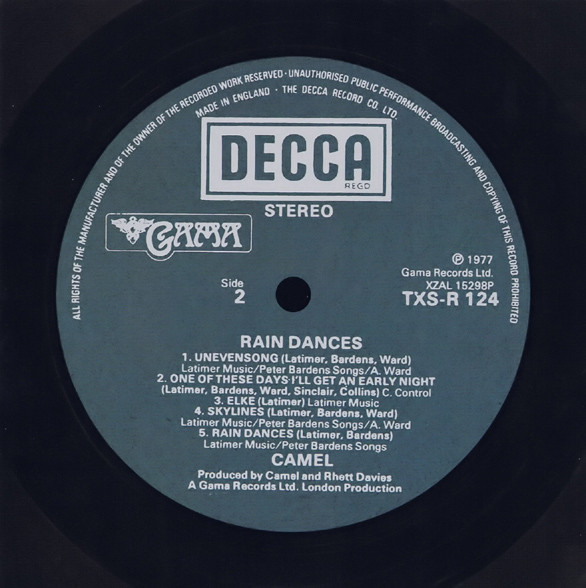 ALL RIGHTS OF THE MANUFACTURER AND OF THE OWNER OF THE RECORDED WORK RESERVED · UNAUTHORISED PUBLIC PERFORMANCE BROADCASTING AND COPYING OF THIS RECORD PROHIBITED
MADE IN ENGLAND · THE DECCA RECORD CO. LTD.
DECCA
REGD
STEREO
GAMA
℗ 1977
Gama Records Ltd.
XZAL 15298P
TXS-R 124
Side
2
RAIN DANCES
1. UNEVENSONG (Latimer, Bardens, Ward)
Latimer Music/Peter Bardens Songs/A. Ward
2. ONE OF THESE DAYS I'LL GET AN EARLY NIGHT
(Latimer, Bardens, Ward, Sinclair, Collins) C. Control
3. ELKE (Latimer) Latimer Music
4. SKYLINES (Latimer, Bardens, Ward)
Latimer Music/Peter Bardens Songs/A. Ward
5. RAIN DANCES (Latimer, Bardens)
Latimer Music/Peter Bardens Songs
CAMEL
Produced by Camel and Rhett Davies
A Gama Records Ltd. London Production